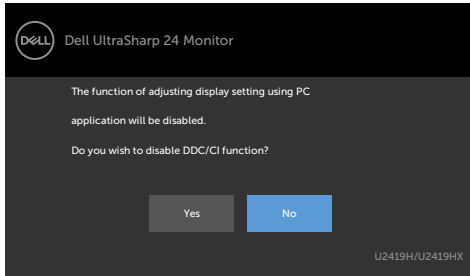 DELL
Dell UltraSharp 24 Monitor
The function of adjusting display setting using PC
application will be disabled.
Do you wish to disable DDC/CI function?
Yes
No
U2419H/U2419HX